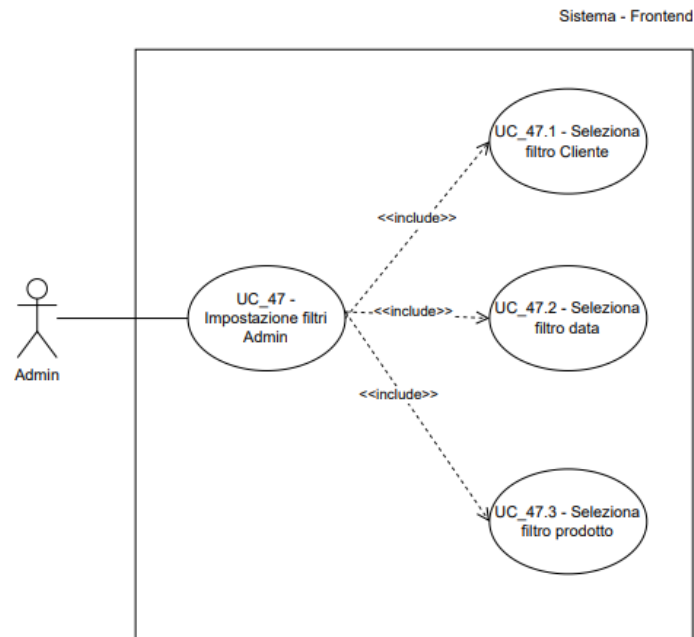 Sistema - Frontend
UC_47.1 - Seleziona
filtro Cliente
<<include>>
UC_47 -
Impostazione filtri
Admin
<<include>>
UC_47.2 - Seleziona
filtro data
Admin
<<include>>
UC_47.3 - Seleziona
filtro prodotto